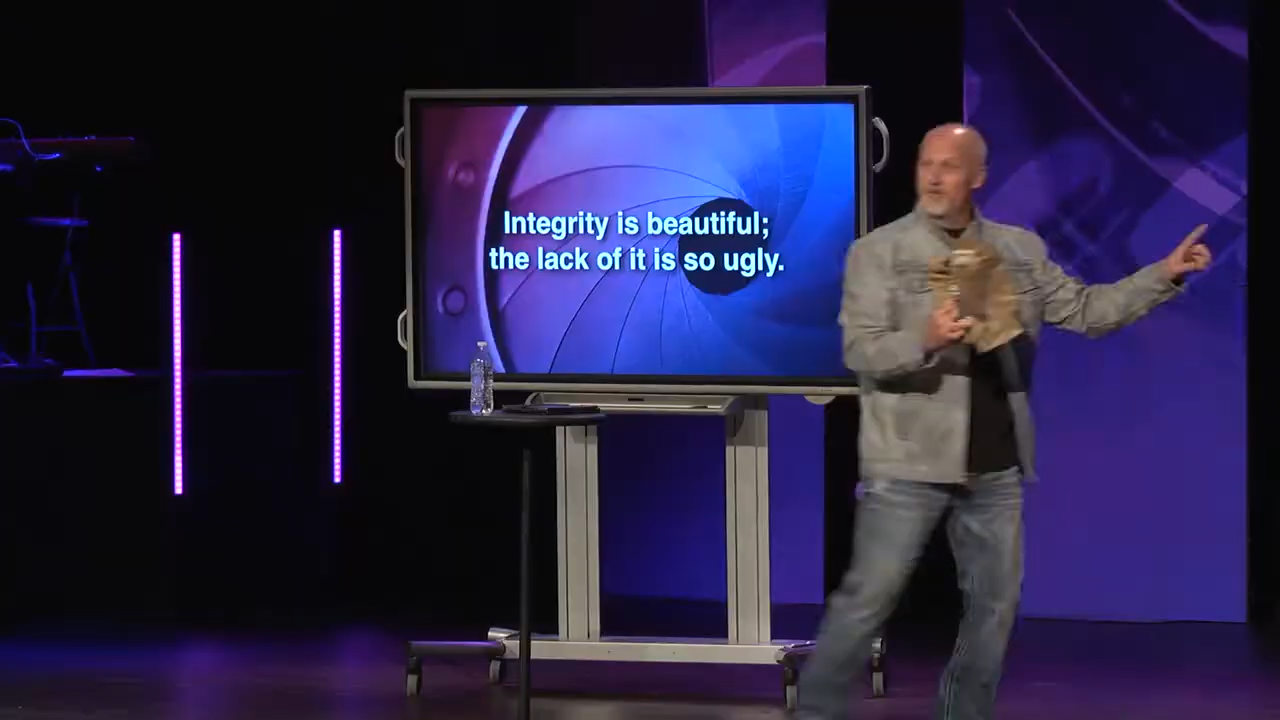 Integrity is beautiful;
the lack of it is so ugly.